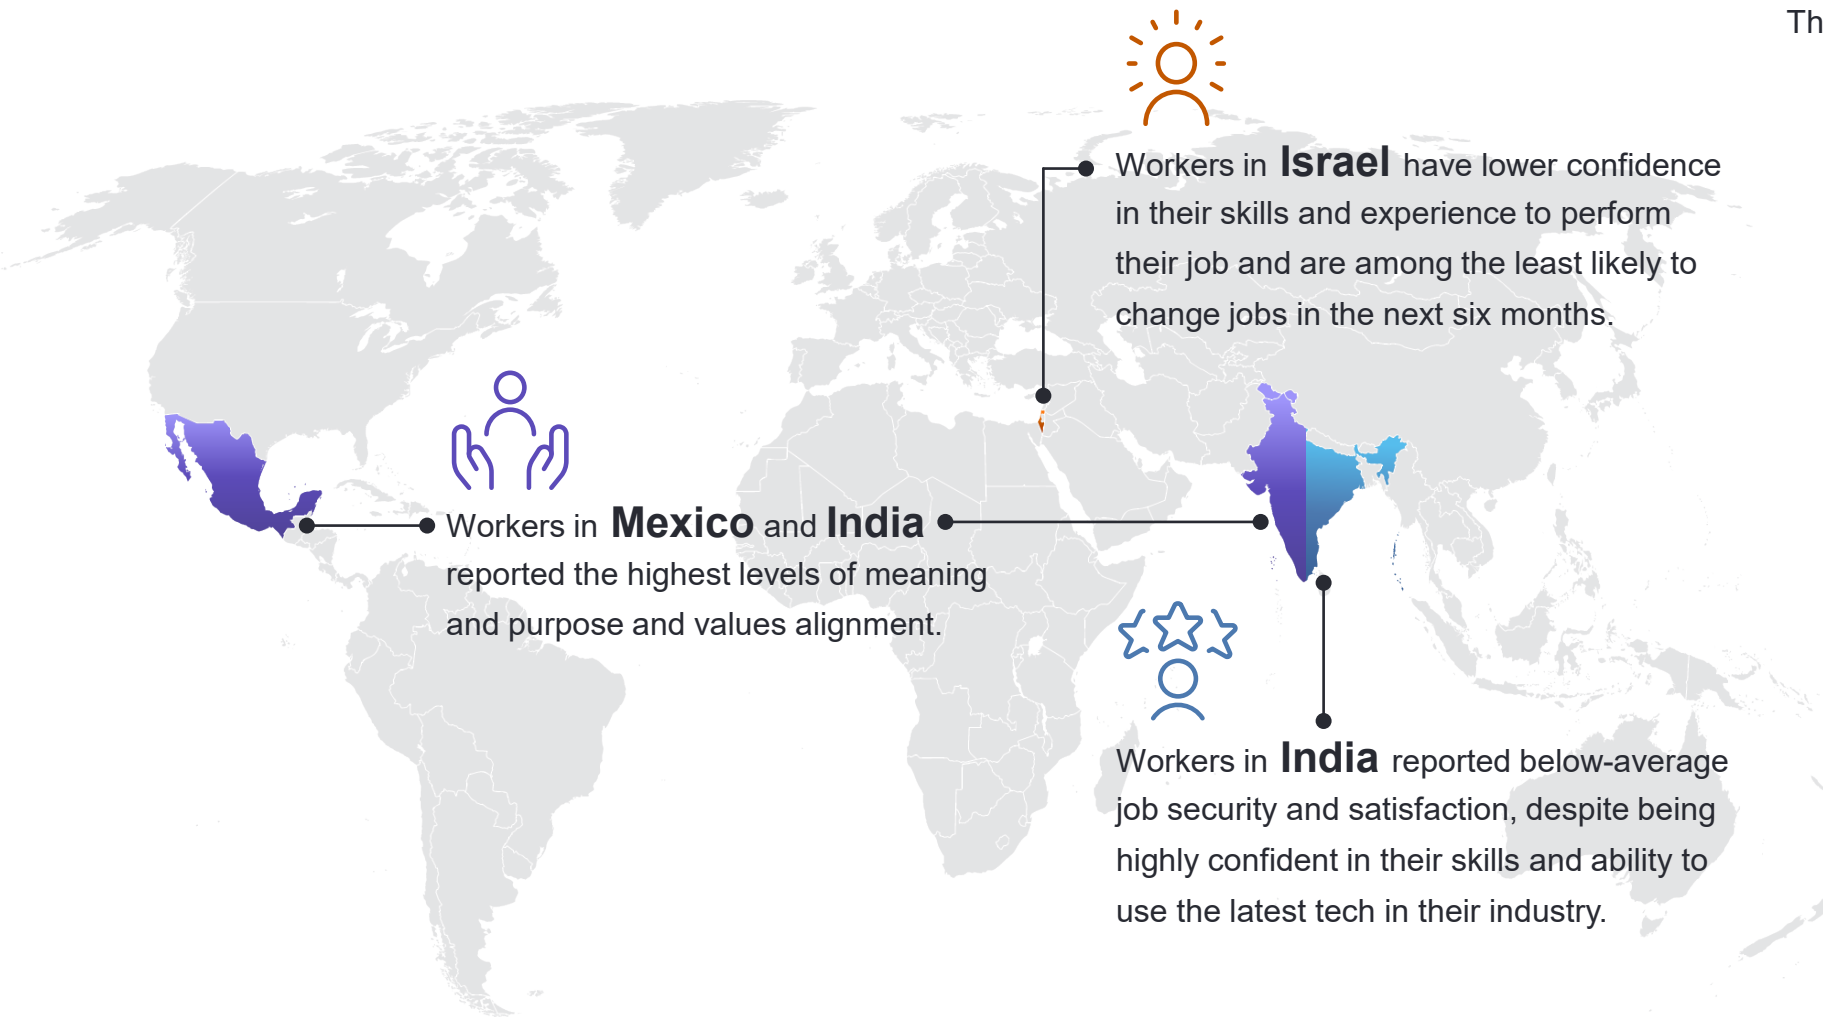 Th
Workers in Israel have lower confidence
in their skills and experience to perform
their job and are among the least likely to
change jobs in the next six months.
Workers in Mexico and India
reported the highest levels of meaning
and purpose and values alignment.
Workers in India reported below-average
job security and satisfaction, despite being
highly confident in their skills and ability to
use the latest tech in their industry.